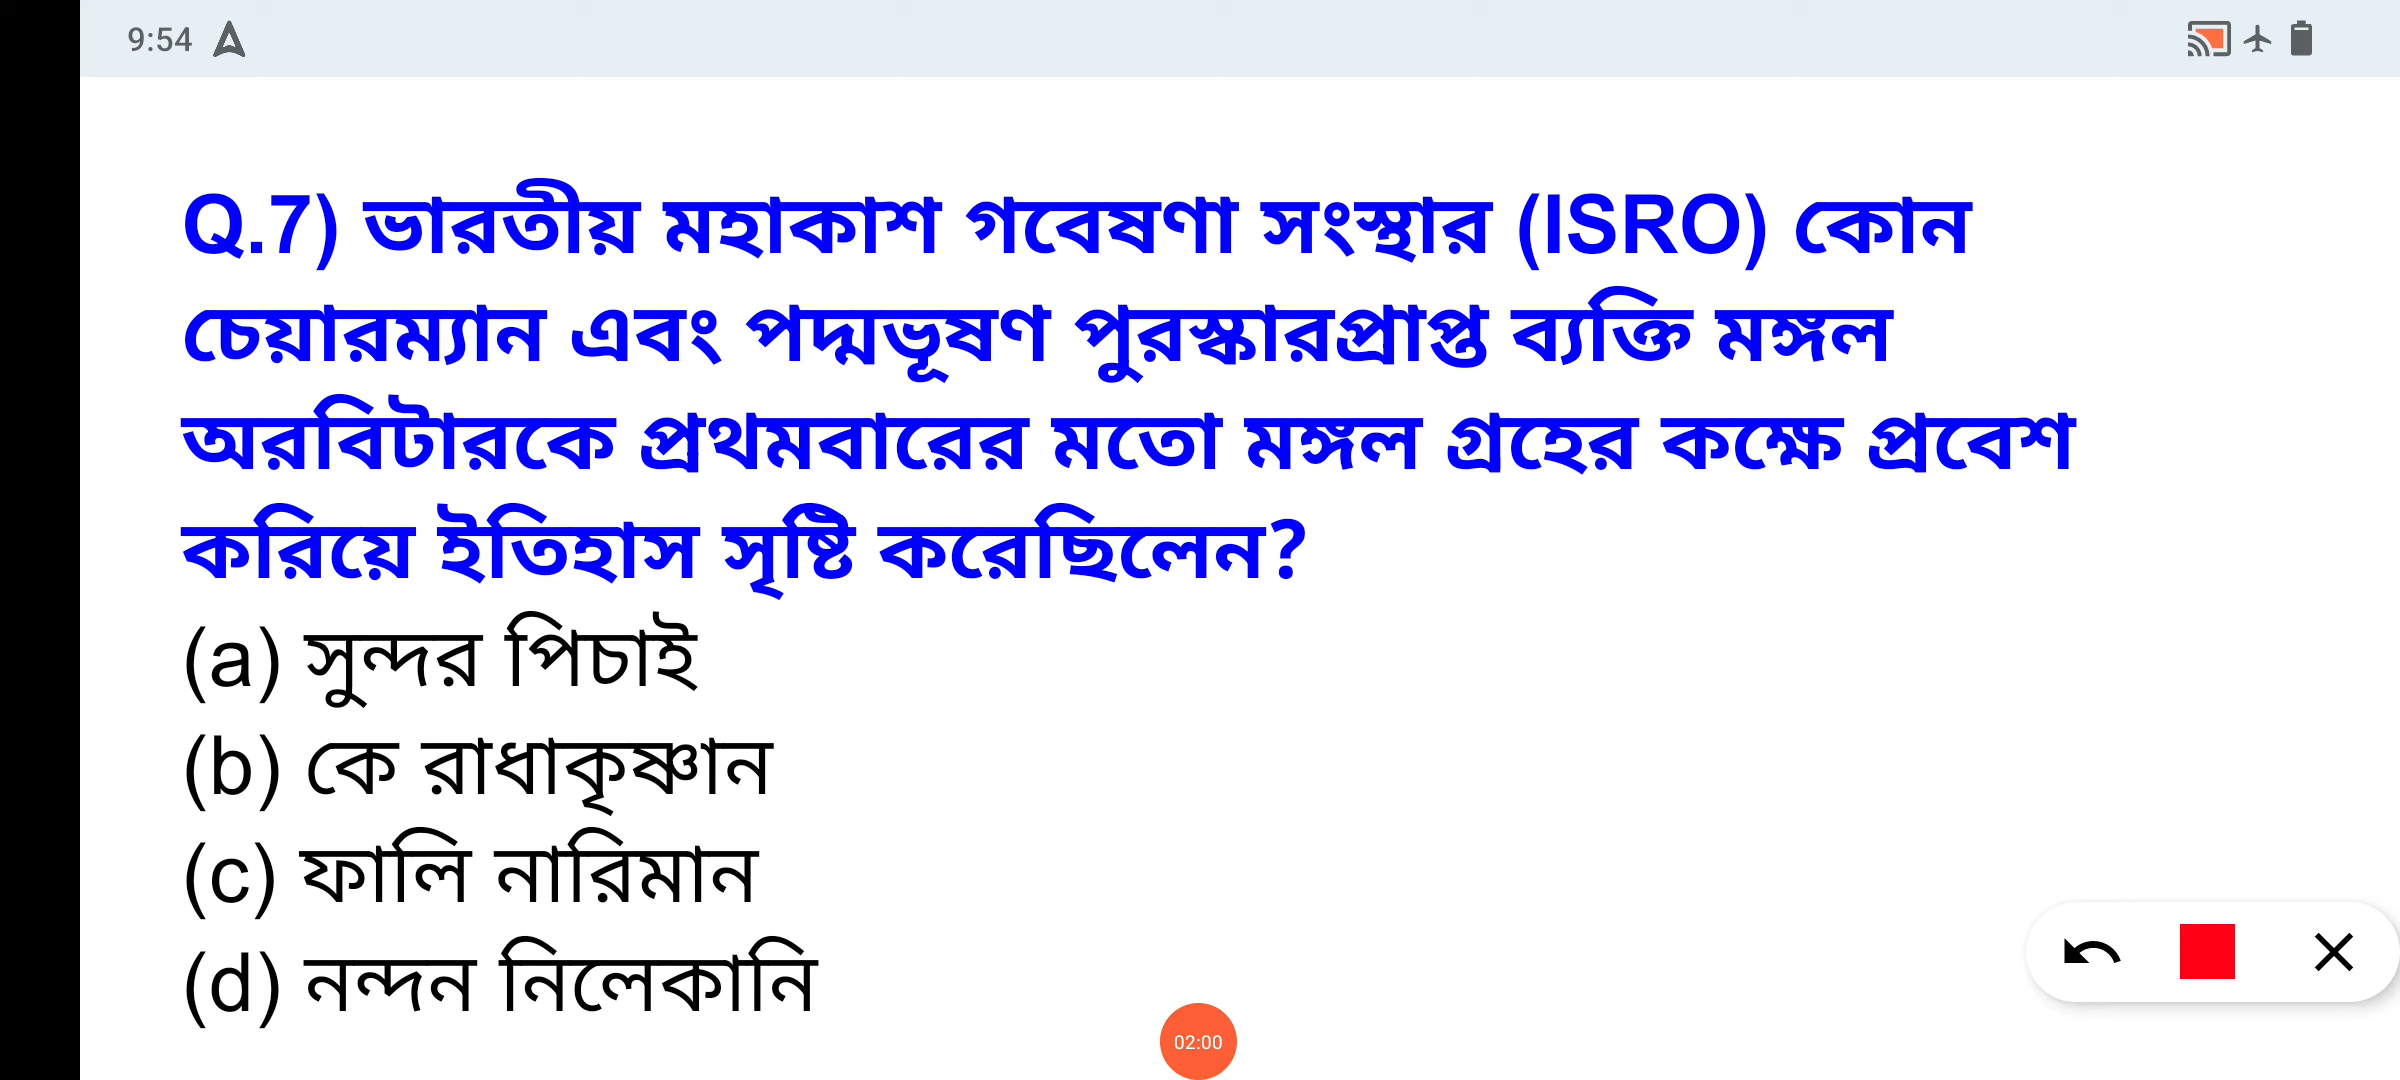 9:54
Q.7) ভারতীয় মহাকাশ গবেষণা সংস্থার (ISRO) কোন
চেয়ারম্যান এবং পদ্মভূষণ পুরস্কারপ্রাপ্ত ব্যক্তি মঙ্গল
অরবিটারকে প্রথমবারের মতো মঙ্গল গ্রহের কক্ষে প্রবেশ
করিয়ে ইতিহাস সৃষ্টি করেছিলেন?
(a) সুন্দর পিচাই
(b) কে রাধাকৃষ্ণান
(c) ফালি নারিমান
(d) নন্দন নিলেকানি
02:00